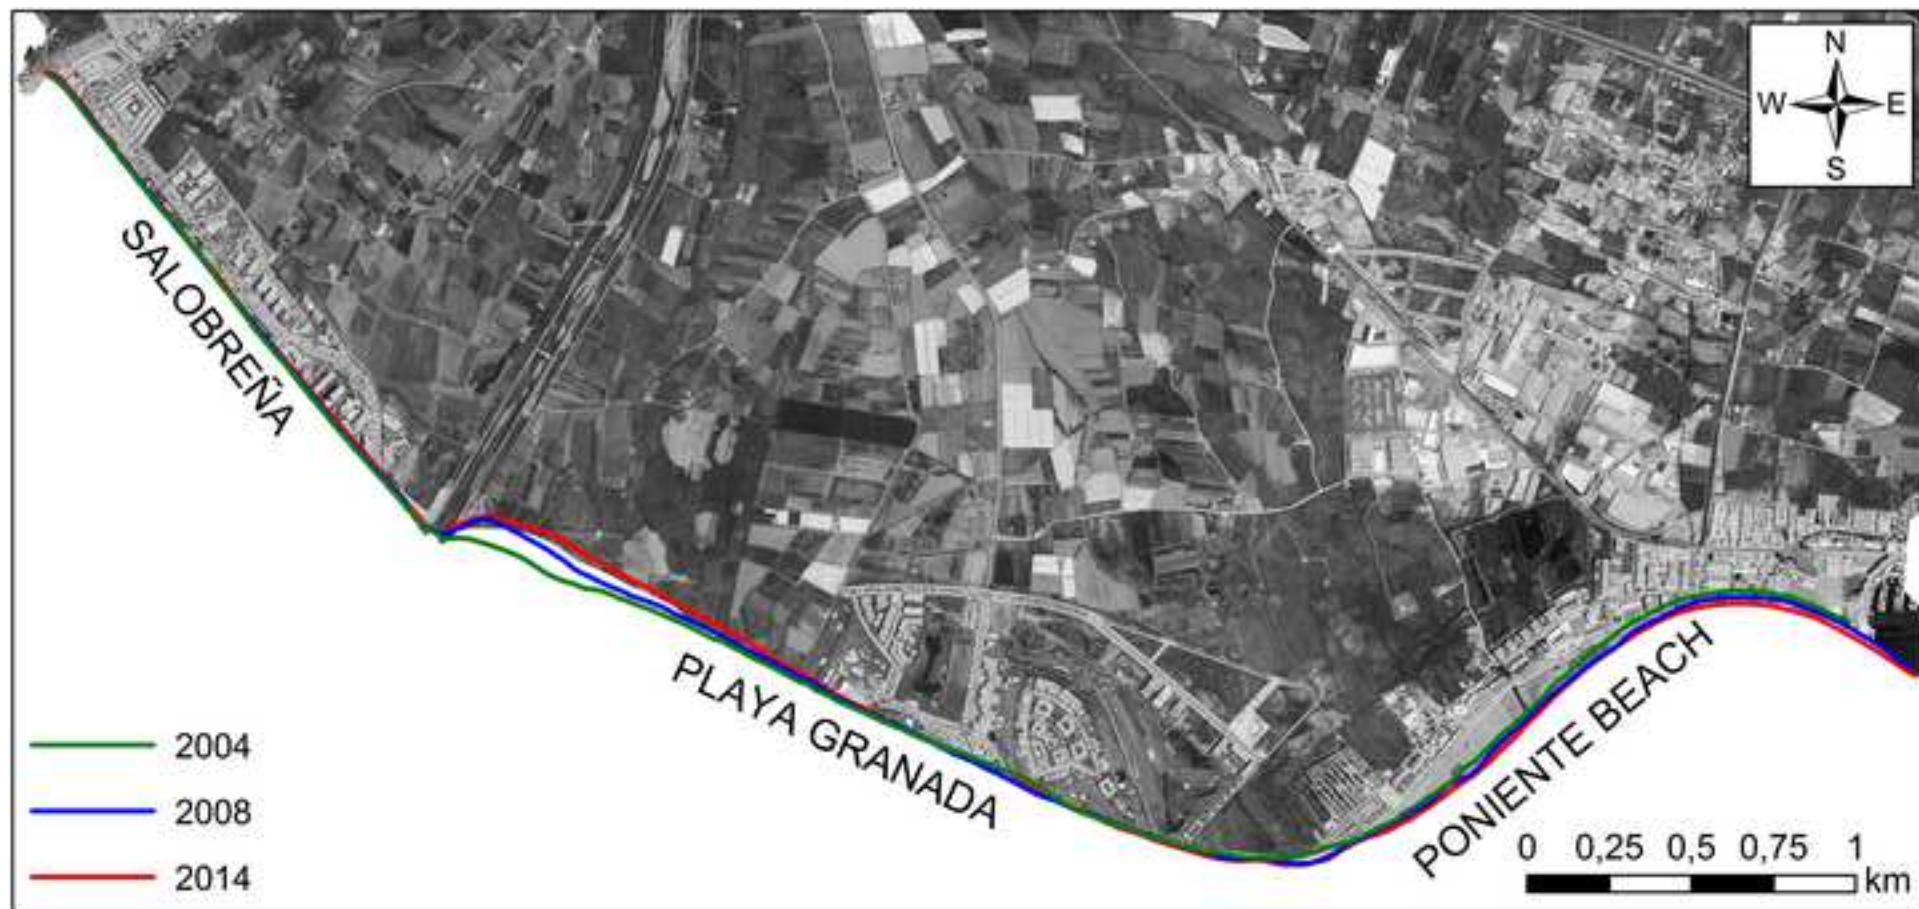 N
W E
S
SALOBREÑA
PLAYA GRANADA
PONIENTE BEACH
2004
2008
2014
0 0,25 0,5 0,75 1
km